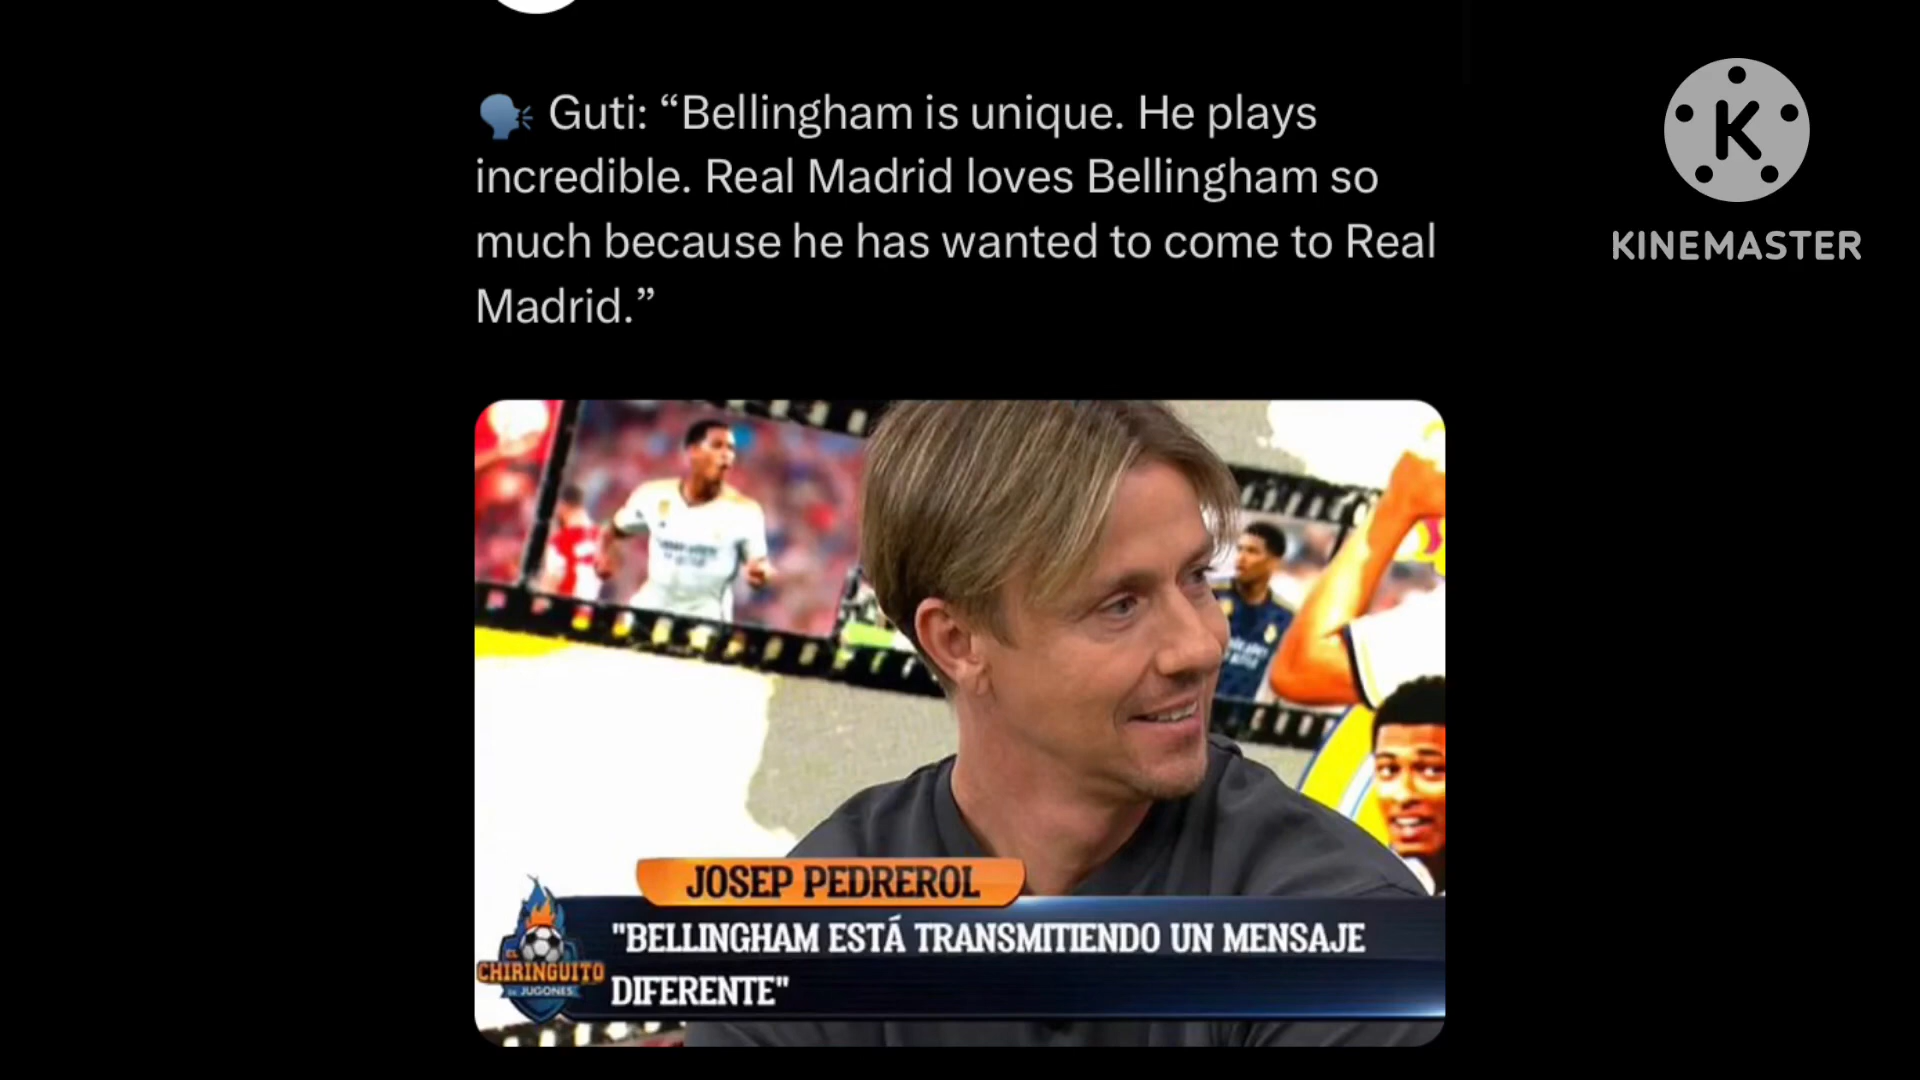 Guti: “Bellingham is unique. He plays
incredible. Real Madrid loves Bellingham so
much because he has wanted to come to Real
Madrid.”
KINEMASTER
JOSEP PEDREROL
"BELLINGHAM ESTÁ TRANSMITIENDO UN MENSAJE
DIFERENTE"
EL
CHIRINGUITO
DE JUGONES